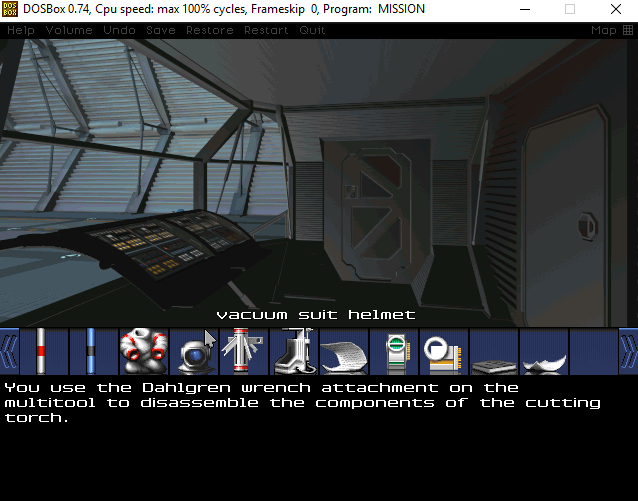 DOS
BOX
DOSBox 0.74, Cpu speed: max 100% cycles, Frameskip 0, Program: MISSION
Help Volume Undo Save Restore Restart Quit Map
vacuum suit helmet
You use the Dahlgren wrench attachment on the
multitool to disassemble the components of the cutting
torch.